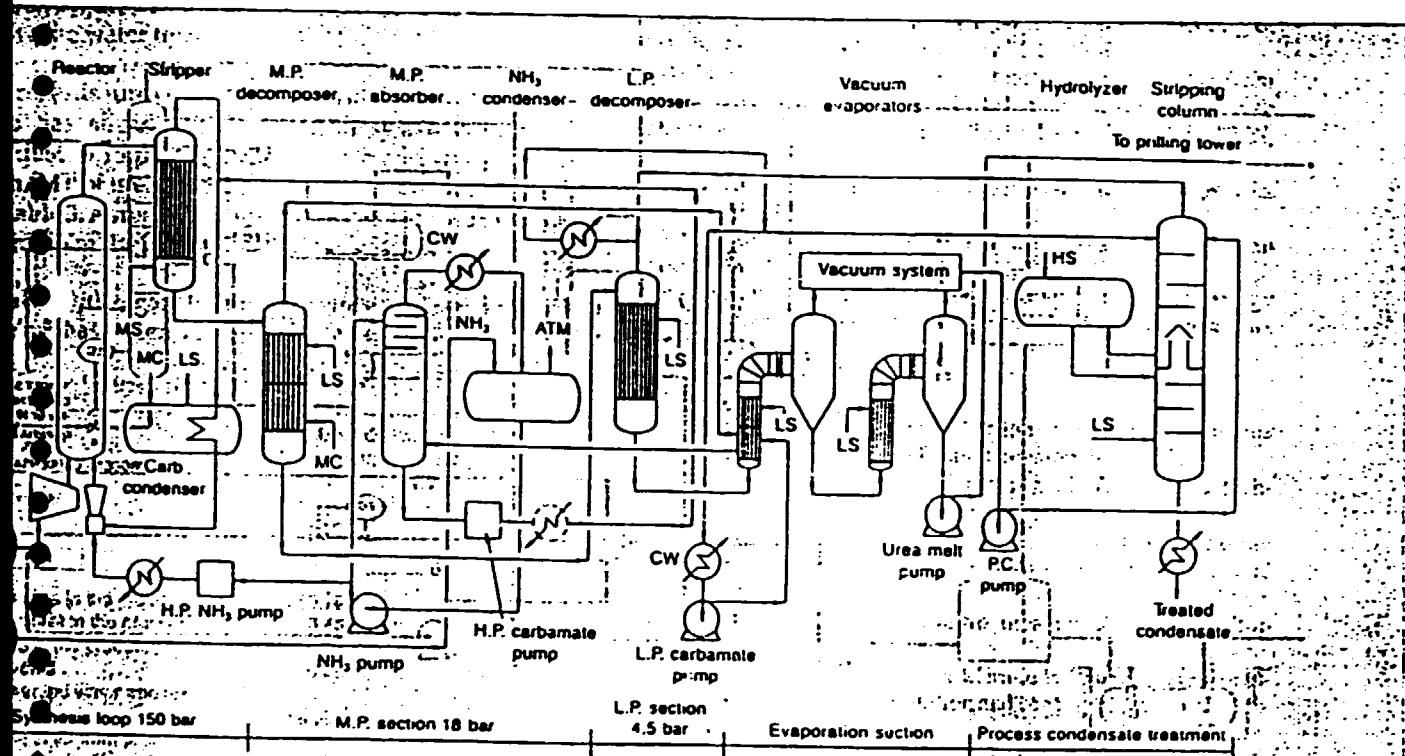 Reactor
Stripper
M.P.
decomposer
M.P.
absorber
NH₃
condenser
L.P.
decomposer
Vacuum
evaporators
Hydrolyzer
Stripping
column
To prilling tower
CW
Vacuum system
HS
NH₃
ATM
MS
MC
LS
LS
LS
LS
LS
LS
MC
Carb
condenser
CW
Urea melt
pump
P.C.
pump
H.P. NH₃ pump
NH₃ pump
H.P. carbamate
pump
L.P. carbamate
pump
Treated
condensate
Synthesis loop 150 bar
M.P. section 18 bar
L.P. section
4.5 bar
Evaporation suction
Process condensate treatment